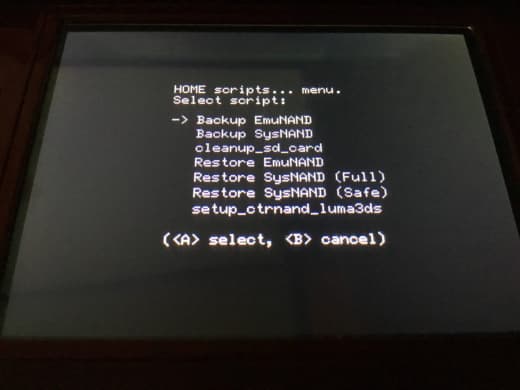 HOME scripts... menu.
Select script:
-> Backup EmuNAND
Backup SysNAND
cleanup_sd_card
Restore EmuNAND
Restore SysNAND (Full)
Restore SysNAND (Safe)
setup_ctrnand_luma3ds
(<A> select, <B> cancel)